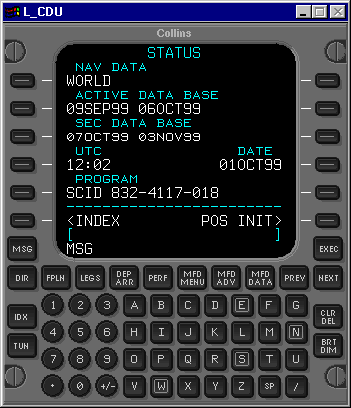 L_CDU
Collins
STATUS
NAV DATA
WORLD
ACTIVE DATA BASE
09SEP99 06OCT99
SEC DATA BASE
07OCT99 03NOV99
UTC DATE
12:02 01OCT99
PROGRAM
SCID 832-4117-018
------------------------
<INDEX POS INIT>
[ ]
MSG
MSG EXEC
DIR FPLN LEGS DEP ARR PERF MFD MENU MFD ADV MFD DATA PREV NEXT
1 2 3 A B C D E F G
IDX CLR DEL
4 5 6 H I J K L M N
TUN BRT DIM
7 8 9 O P Q R S T U
. 0 +/- V W X Y Z SP /